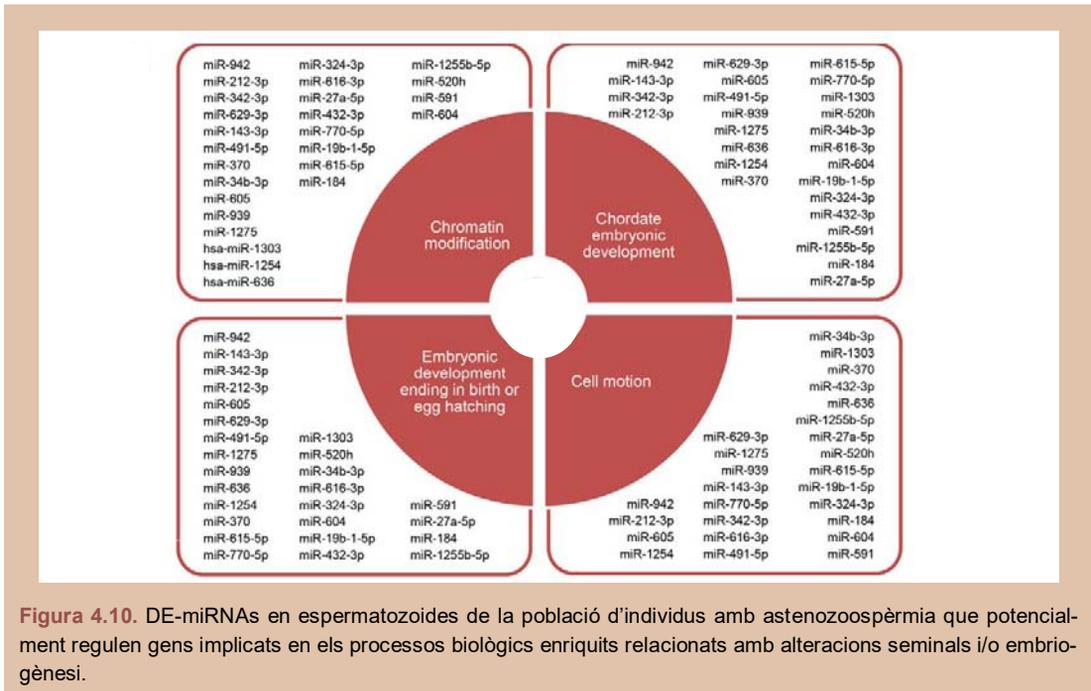 miR-942 miR-324-3p miR-1255b-5p
miR-212-3p miR-616-3p miR-520h
miR-342-3p miR-27a-5p miR-591
miR-629-3p miR-432-3p miR-604
miR-143-3p miR-770-5p
miR-491-5p miR-19b-1-5p
miR-370 miR-615-5p
miR-34b-3p miR-184
miR-605
miR-939
miR-1275
hsa-miR-1303
hsa-miR-1254
hsa-miR-636
Chromatin
modification
miR-942 miR-629-3p miR-615-5p
miR-143-3p miR-605 miR-770-5p
miR-342-3p miR-491-5p miR-1303
miR-212-3p miR-939 miR-520h
miR-1275 miR-34b-3p
miR-636 miR-616-3p
miR-1254 miR-604
miR-370 miR-19b-1-5p
miR-324-3p
miR-432-3p
miR-591
miR-1255b-5p
miR-184
miR-27a-5p
Chordate
embryonic
development
miR-942
miR-143-3p
miR-342-3p
miR-212-3p
miR-605
miR-629-3p
miR-491-5p miR-1303
miR-1275 miR-520h
miR-939 miR-34b-3p
miR-636 miR-616-3p
miR-1254 miR-324-3p miR-591
miR-370 miR-604 miR-27a-5p
miR-615-5p miR-19b-1-5p miR-184
miR-770-5p miR-432-3p miR-1255b-5p
Embryonic
development
ending in birth or
egg hatching
Cell motion
miR-34b-3p
miR-1303
miR-370
miR-432-3p
miR-636
miR-1255b-5p
miR-629-3p miR-27a-5p
miR-1275 miR-520h
miR-939 miR-615-5p
miR-143-3p miR-19b-1-5p
miR-942 miR-770-5p miR-324-3p
miR-212-3p miR-342-3p miR-184
miR-605 miR-616-3p miR-604
miR-1254 miR-491-5p miR-591
Figura 4.10. DE-miRNAs en espermatozoides de la població d'individus amb astenozoospèrmia que potencial-
ment regulen gens implicats en els processos biològics enriquits relacionats amb alteracions seminals i/o embrio-
gènesi.